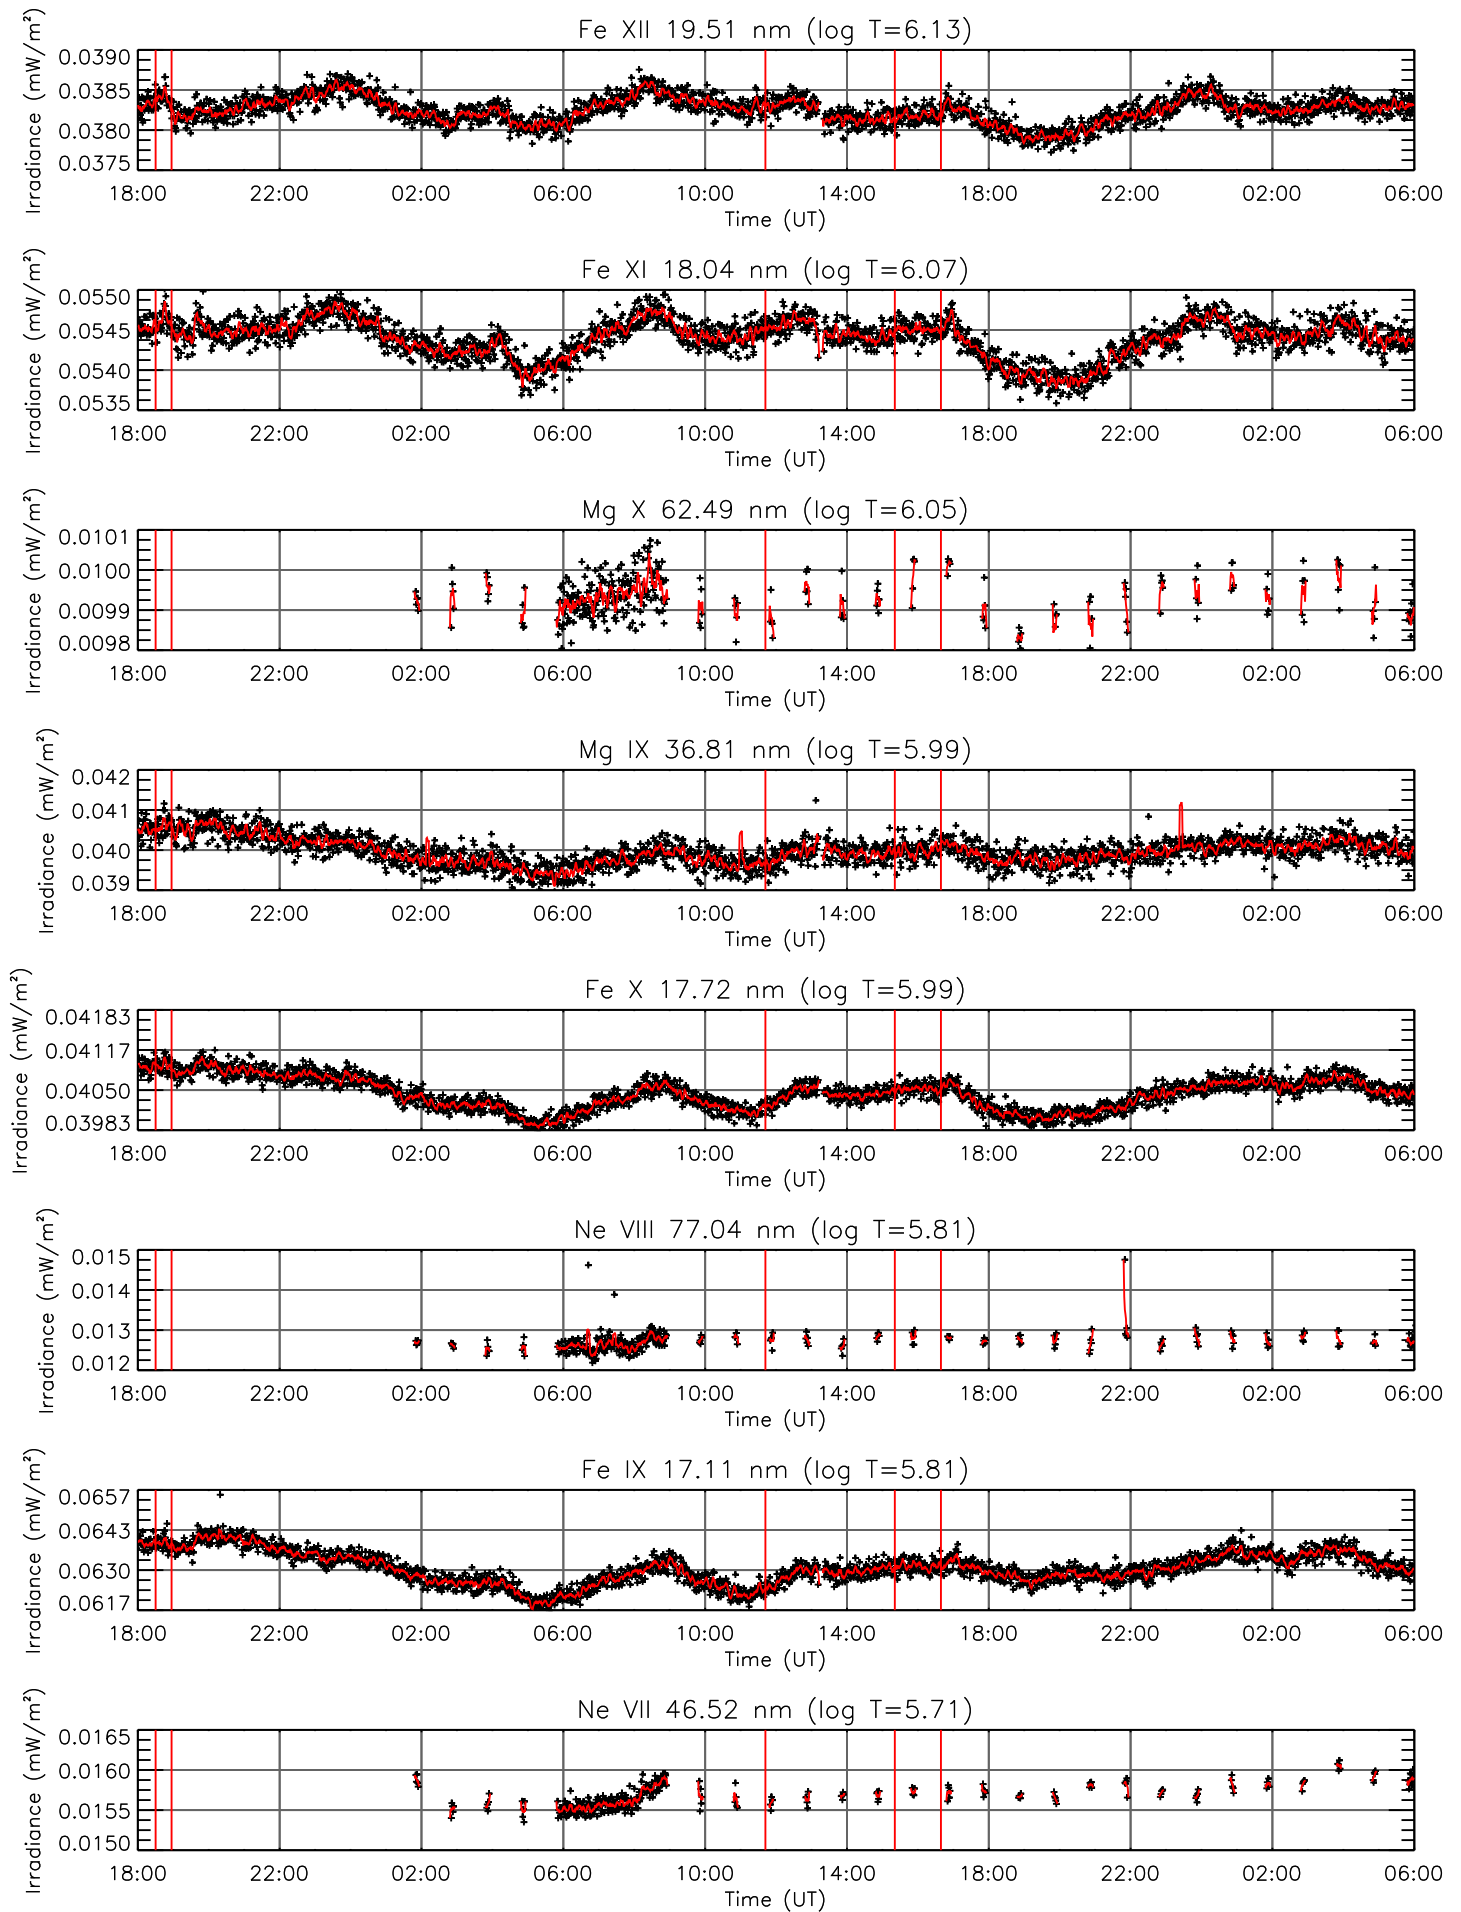 Fe XII 19.51 nm (log T=6.13)
Irradiance (mW/m²)
0.0390
0.0385
0.0380
0.0375
18:00 22:00 02:00 06:00 10:00 14:00 18:00 22:00 02:00 06:00
Time (UT)
Fe XI 18.04 nm (log T=6.07)
Irradiance (mW/m²)
0.0550
0.0545
0.0540
0.0535
18:00 22:00 02:00 06:00 10:00 14:00 18:00 22:00 02:00 06:00
Time (UT)
Mg X 62.49 nm (log T=6.05)
Irradiance (mW/m²)
0.0101
0.0100
0.0099
0.0098
18:00 22:00 02:00 06:00 10:00 14:00 18:00 22:00 02:00 06:00
Time (UT)
Mg IX 36.81 nm (log T=5.99)
Irradiance (mW/m²)
0.042
0.041
0.040
0.039
18:00 22:00 02:00 06:00 10:00 14:00 18:00 22:00 02:00 06:00
Time (UT)
Fe X 17.72 nm (log T=5.99)
Irradiance (mW/m²)
0.04183
0.04117
0.04050
0.03983
18:00 22:00 02:00 06:00 10:00 14:00 18:00 22:00 02:00 06:00
Time (UT)
Ne VIII 77.04 nm (log T=5.81)
Irradiance (mW/m²)
0.015
0.014
0.013
0.012
18:00 22:00 02:00 06:00 10:00 14:00 18:00 22:00 02:00 06:00
Time (UT)
Fe IX 17.11 nm (log T=5.81)
Irradiance (mW/m²)
0.0657
0.0643
0.0630
0.0617
18:00 22:00 02:00 06:00 10:00 14:00 18:00 22:00 02:00 06:00
Time (UT)
Ne VII 46.52 nm (log T=5.71)
Irradiance (mW/m²)
0.0165
0.0160
0.0155
0.0150
18:00 22:00 02:00 06:00 10:00 14:00 18:00 22:00 02:00 06:00
Time (UT)